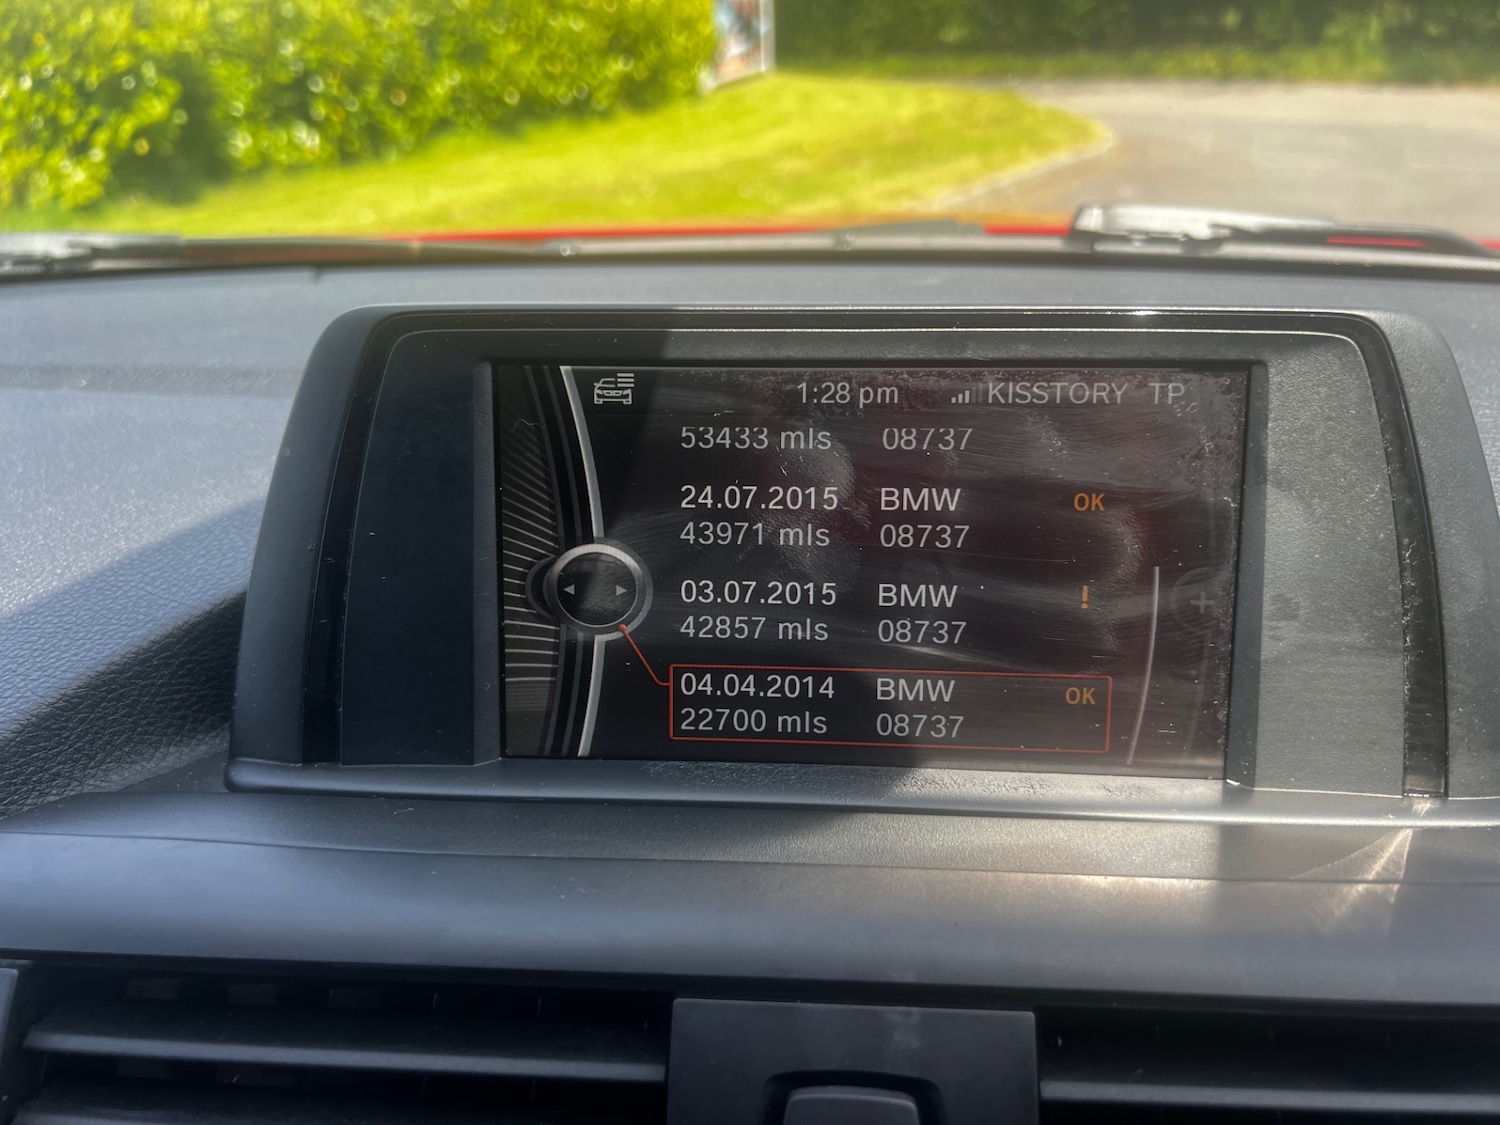 1:28 pm KISSTORY TP
53433 mls 08737
24.07.2015 BMW OK
43971 mls 08737
03.07.2015 BMW !
42857 mls 08737
04.04.2014 BMW OK
22700 mls 08737